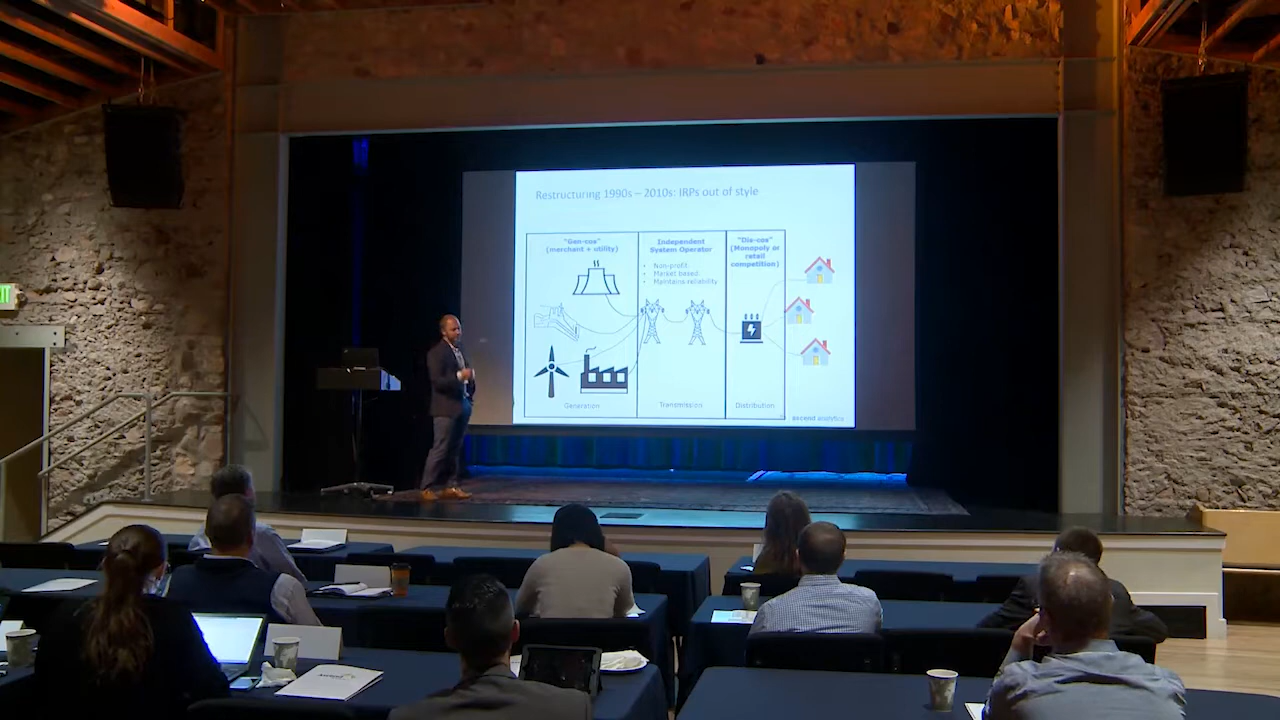 Restructuring 1990s – 2010s: IRPs out of style
"Gen-cos"
(merchant + utility)
Independent
System Operator
• Non-profit
• Market based
• Maintains reliability
"Dis-cos"
(Monopoly or
retail
competition)
Generation
Transmission
Distribution
ascend analytics